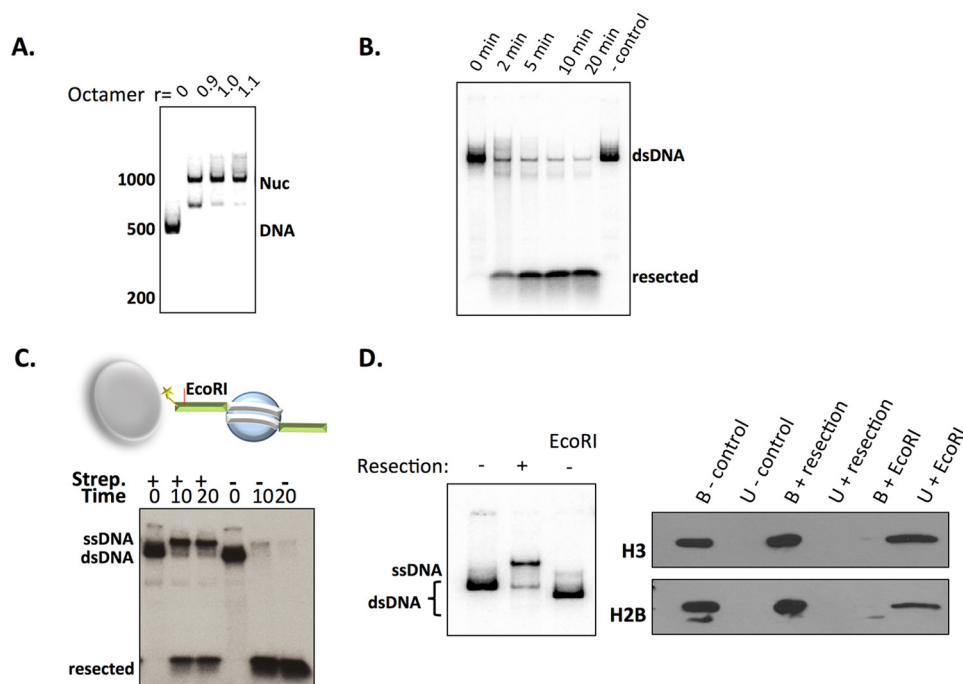 A.
Octamer r= 0 0.9 1.0 1.1
1000
500
200
Nuc
DNA
B.
0 min 2 min 5 min 10 min 20 min - control
dsDNA
resected
C.
EcoRI
Strep. + + + - - -
Time 0 10 20 0 10 20
ssDNA
dsDNA
resected
D.
EcoRI
Resection: - + -
ssDNA
dsDNA
B - control U - control B + resection U + resection B + EcoRI U + EcoRI
H3
H2B